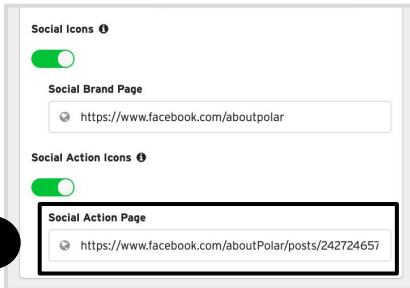 Social Icons
Social Brand Page
https://www.facebook.com/aboutpolar
Social Action Icons
Social Action Page
https://www.facebook.com/aboutPolar/posts/242724657